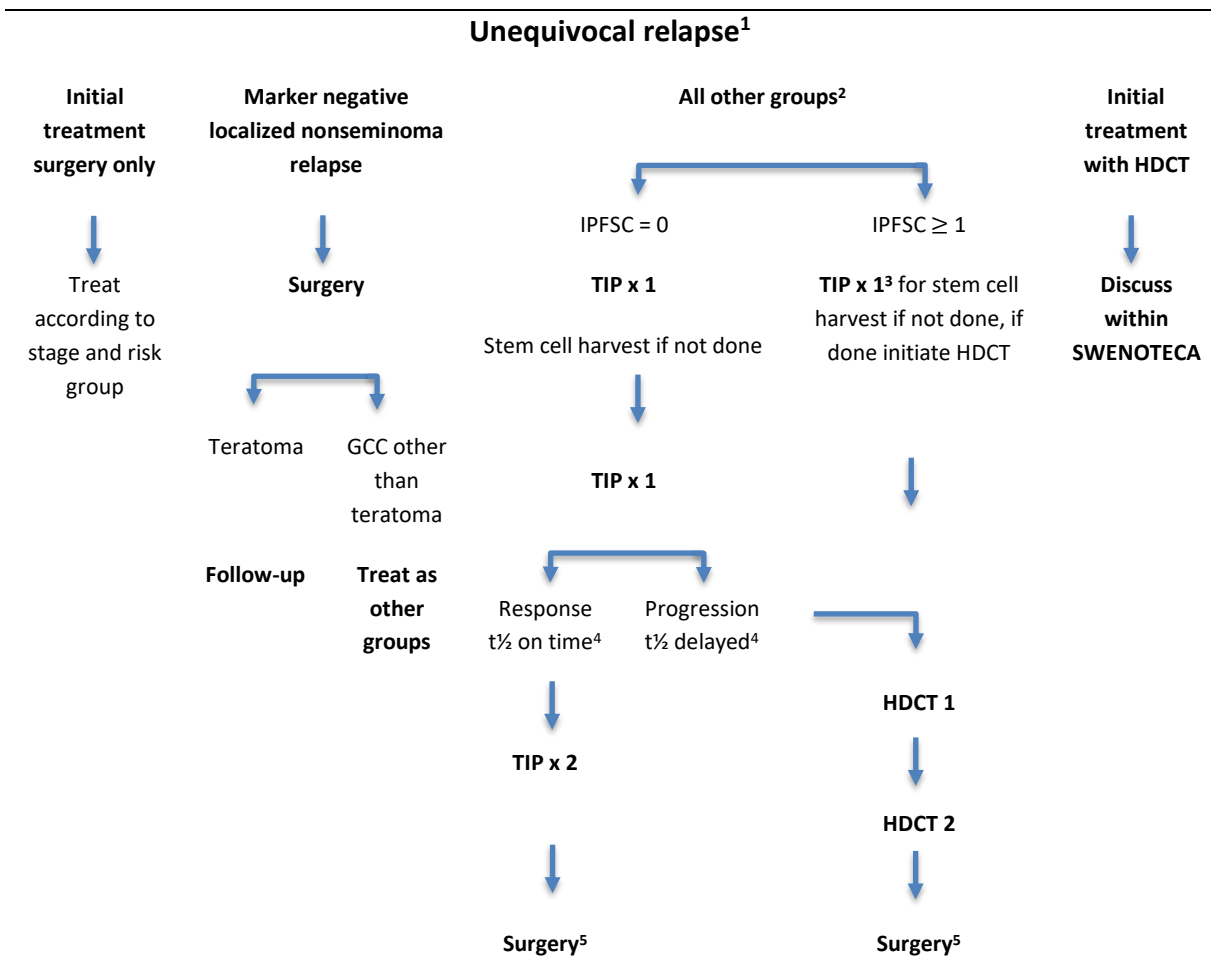 Unequivocal relapse¹
Initial
treatment
surgery only
Marker negative
localized nonseminoma
relapse
All other groups²
Initial
treatment
with HDCT
IPFSC = 0
IPFSC ≥ 1
Treat
according to
stage and risk
group
Surgery
TIP x 1
Stem cell harvest if not done
TIP x 1³ for stem cell
harvest if not done, if
done initiate HDCT
Discuss
within
SWENOTECA
Teratoma
GCC other
than
teratoma
TIP x 1
Follow-up
Treat as
other
groups
Response
t½ on time⁴
Progression
t½ delayed⁴
HDCT 1
TIP x 2
HDCT 2
Surgery⁵
Surgery⁵